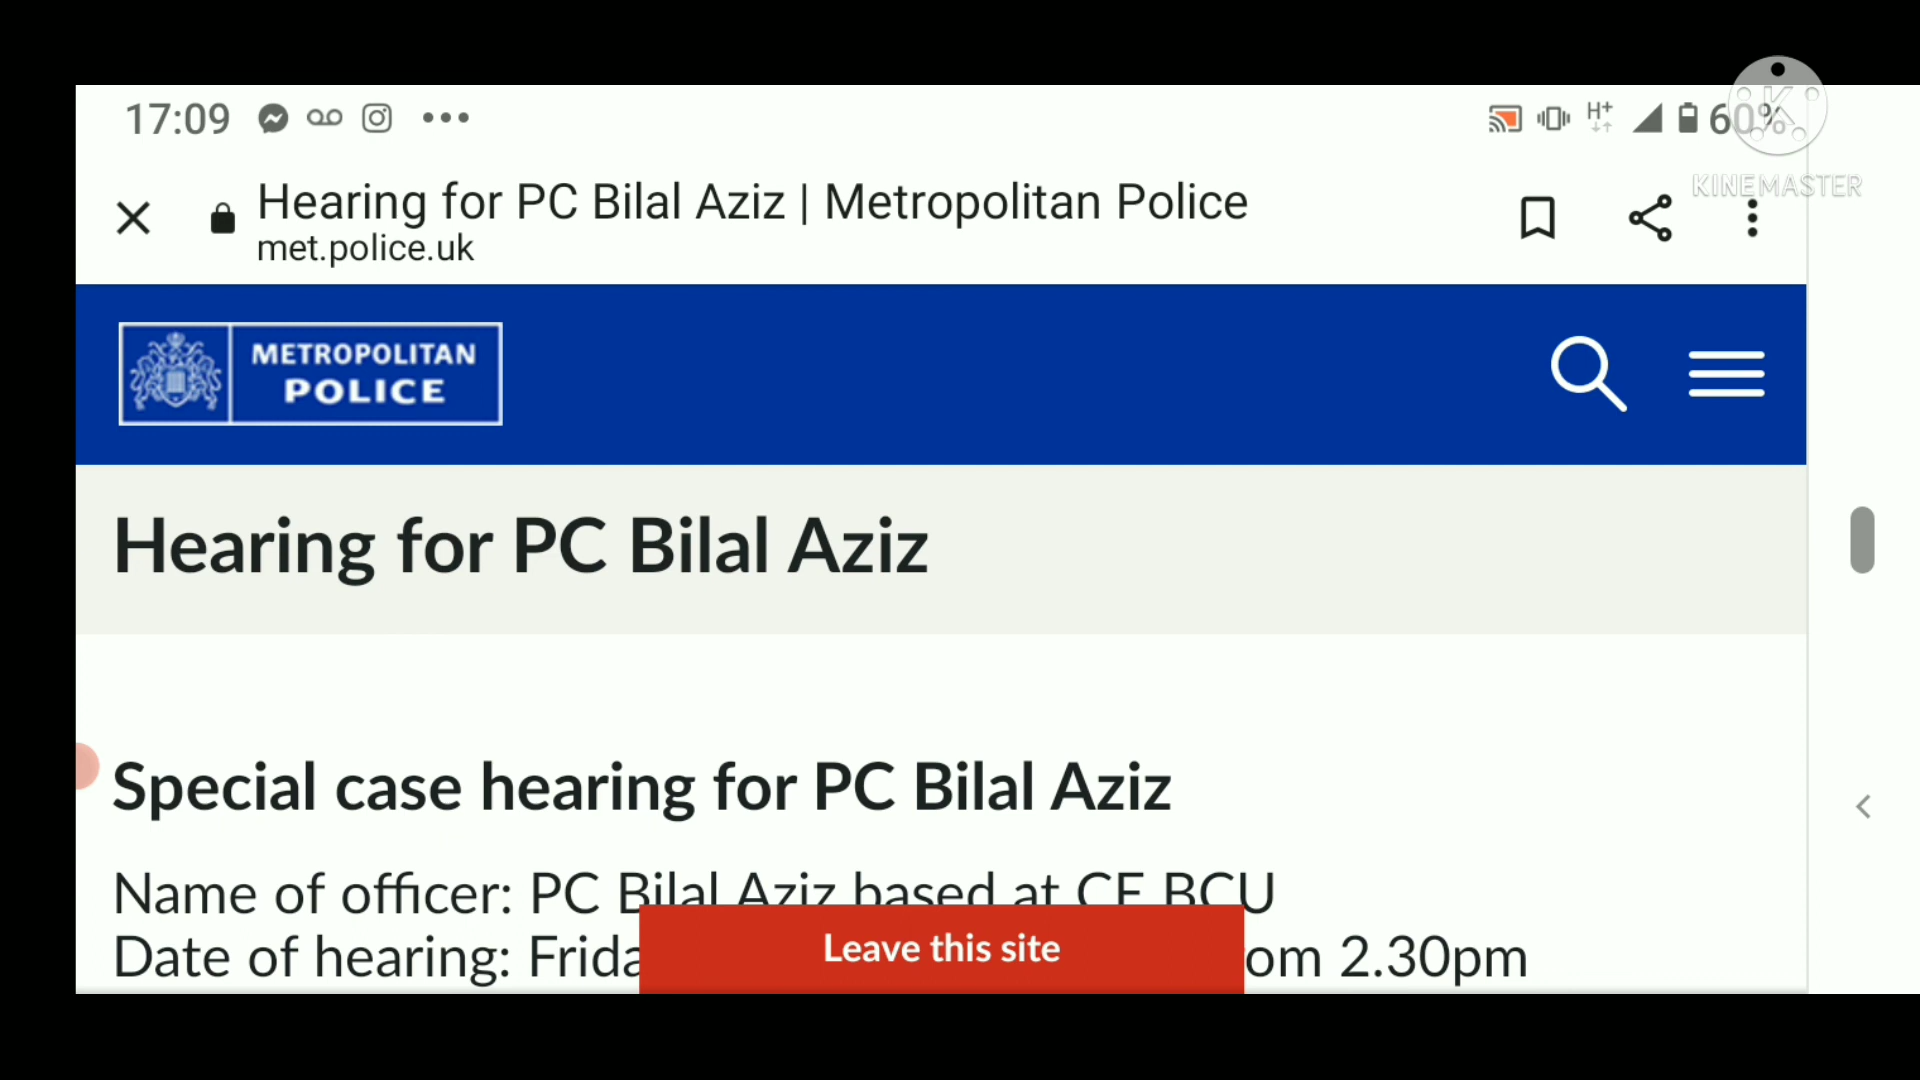 17:09
H+
60%
KINEMASTER
Hearing for PC Bilal Aziz | Metropolitan Police
met.police.uk
METROPOLITAN
POLICE
Hearing for PC Bilal Aziz
Special case hearing for PC Bilal Aziz
Name of officer: PC Bilal Aziz based at CE BCU
Date of hearing: om 2.30pm
Leave this site